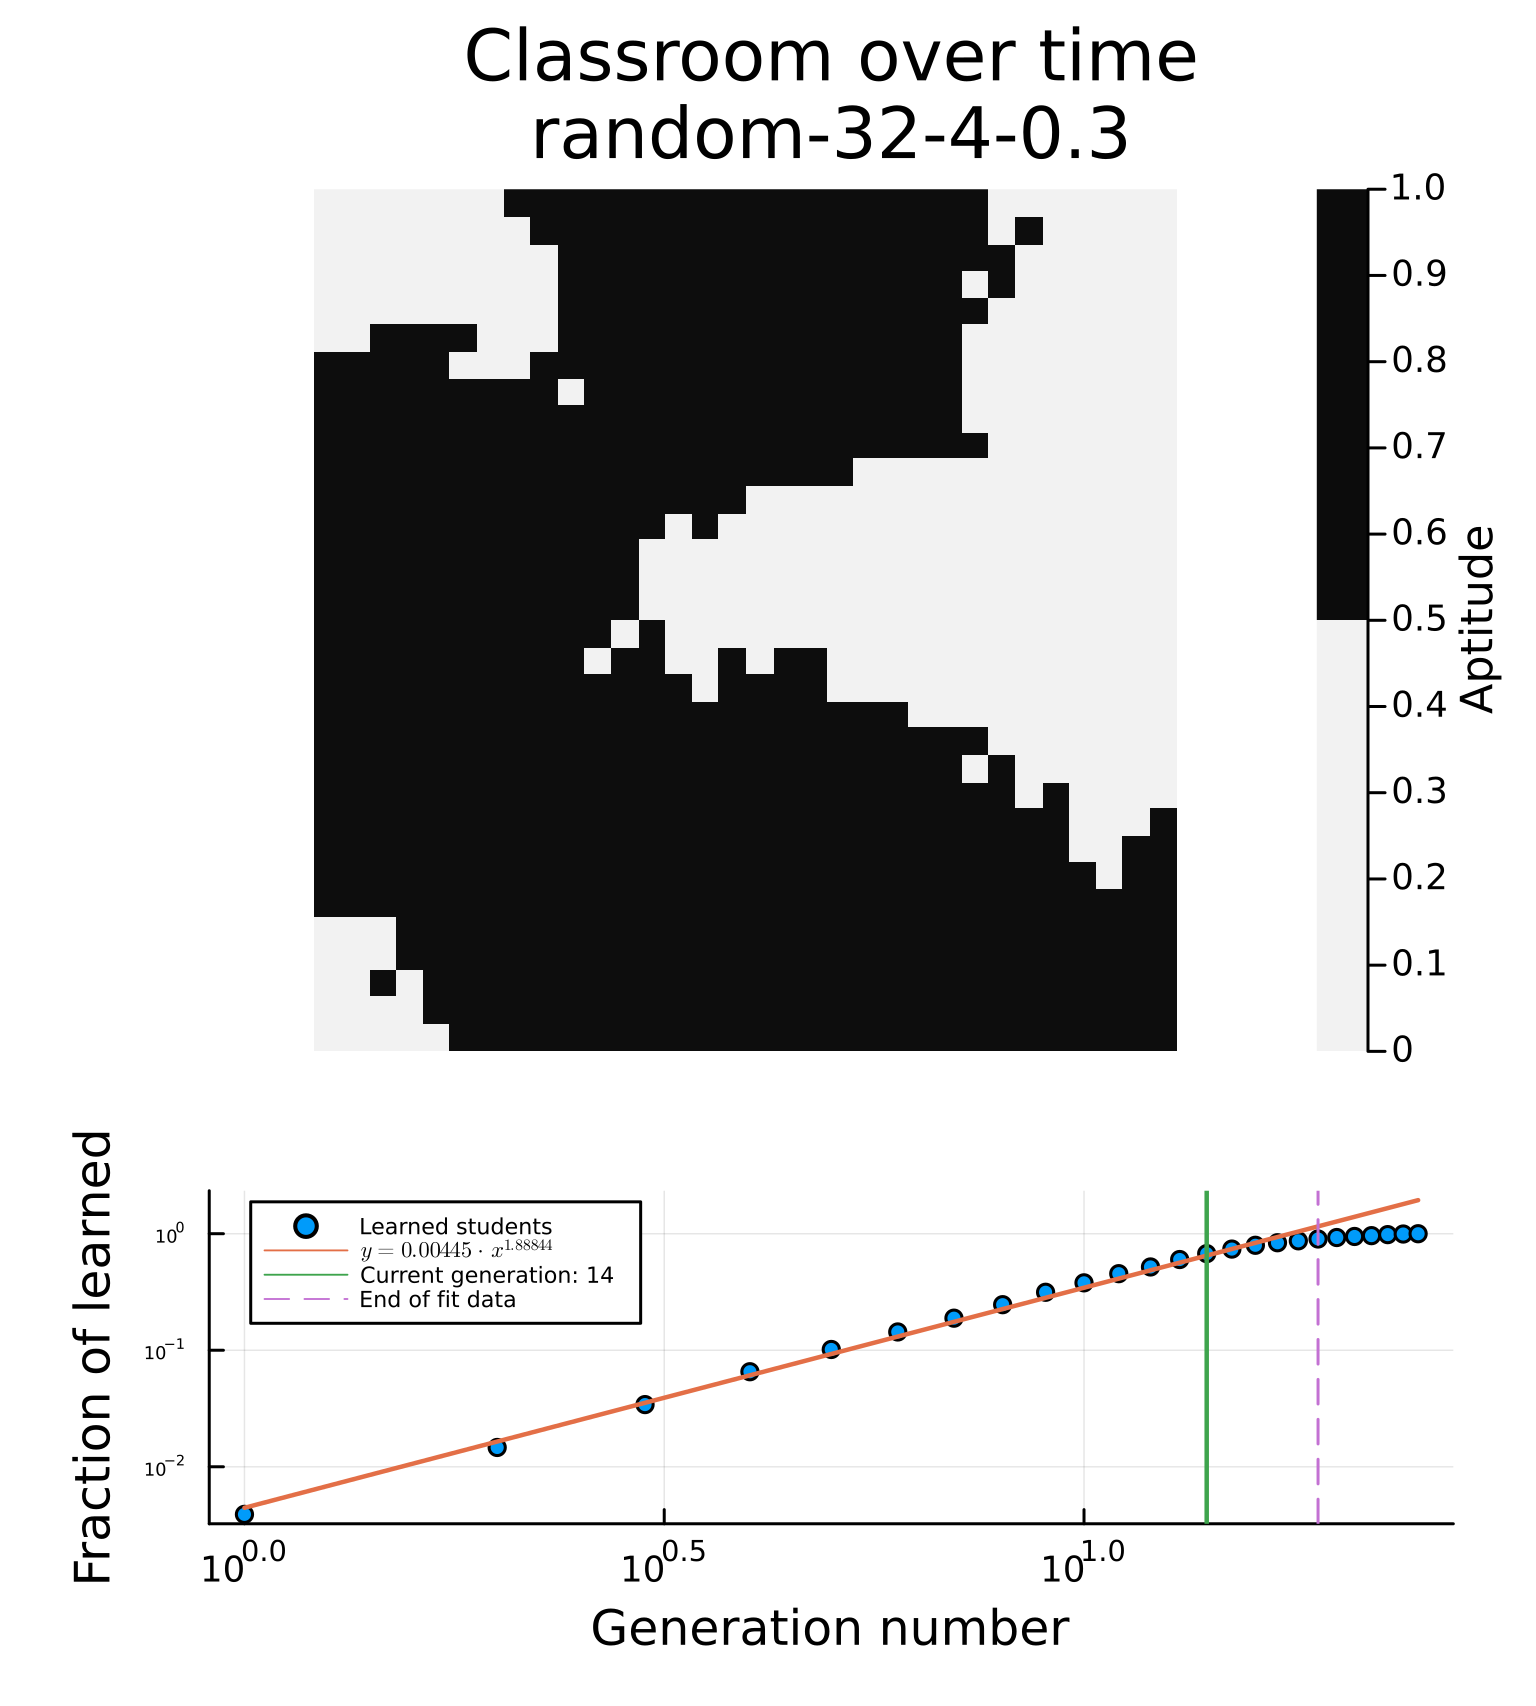 Classroom over time
random-32-4-0.3
1.0
0.9
0.8
0.7
0.6
0.5
0.4
0.3
0.2
0.1
0
Aptitude
Fraction of learned
10⁰
10⁻¹
10⁻²
Learned students
y = 0.00445 · x^1.88844
Current generation: 14
End of fit data
10^0.0
10^0.5
10^1.0
Generation number